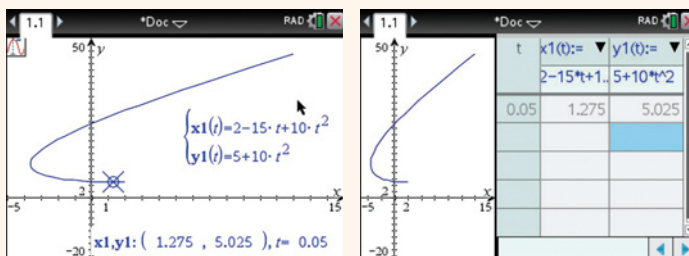 1.1 *Doc RAD
50 y
x1(t)=2-15·t+10·t²
y1(t)=5+10·t²
2
x
-5 1 15
-20 x1,y1:( 1.275 , 5.025 ), t= 0.05
1.1 *Doc RAD
50 y
2
x
-5 2 15
-20
t x1(t):= ▼ y1(t):= ▼
2-15*t+1.. 5+10*t^2
0.05 1.275 5.025